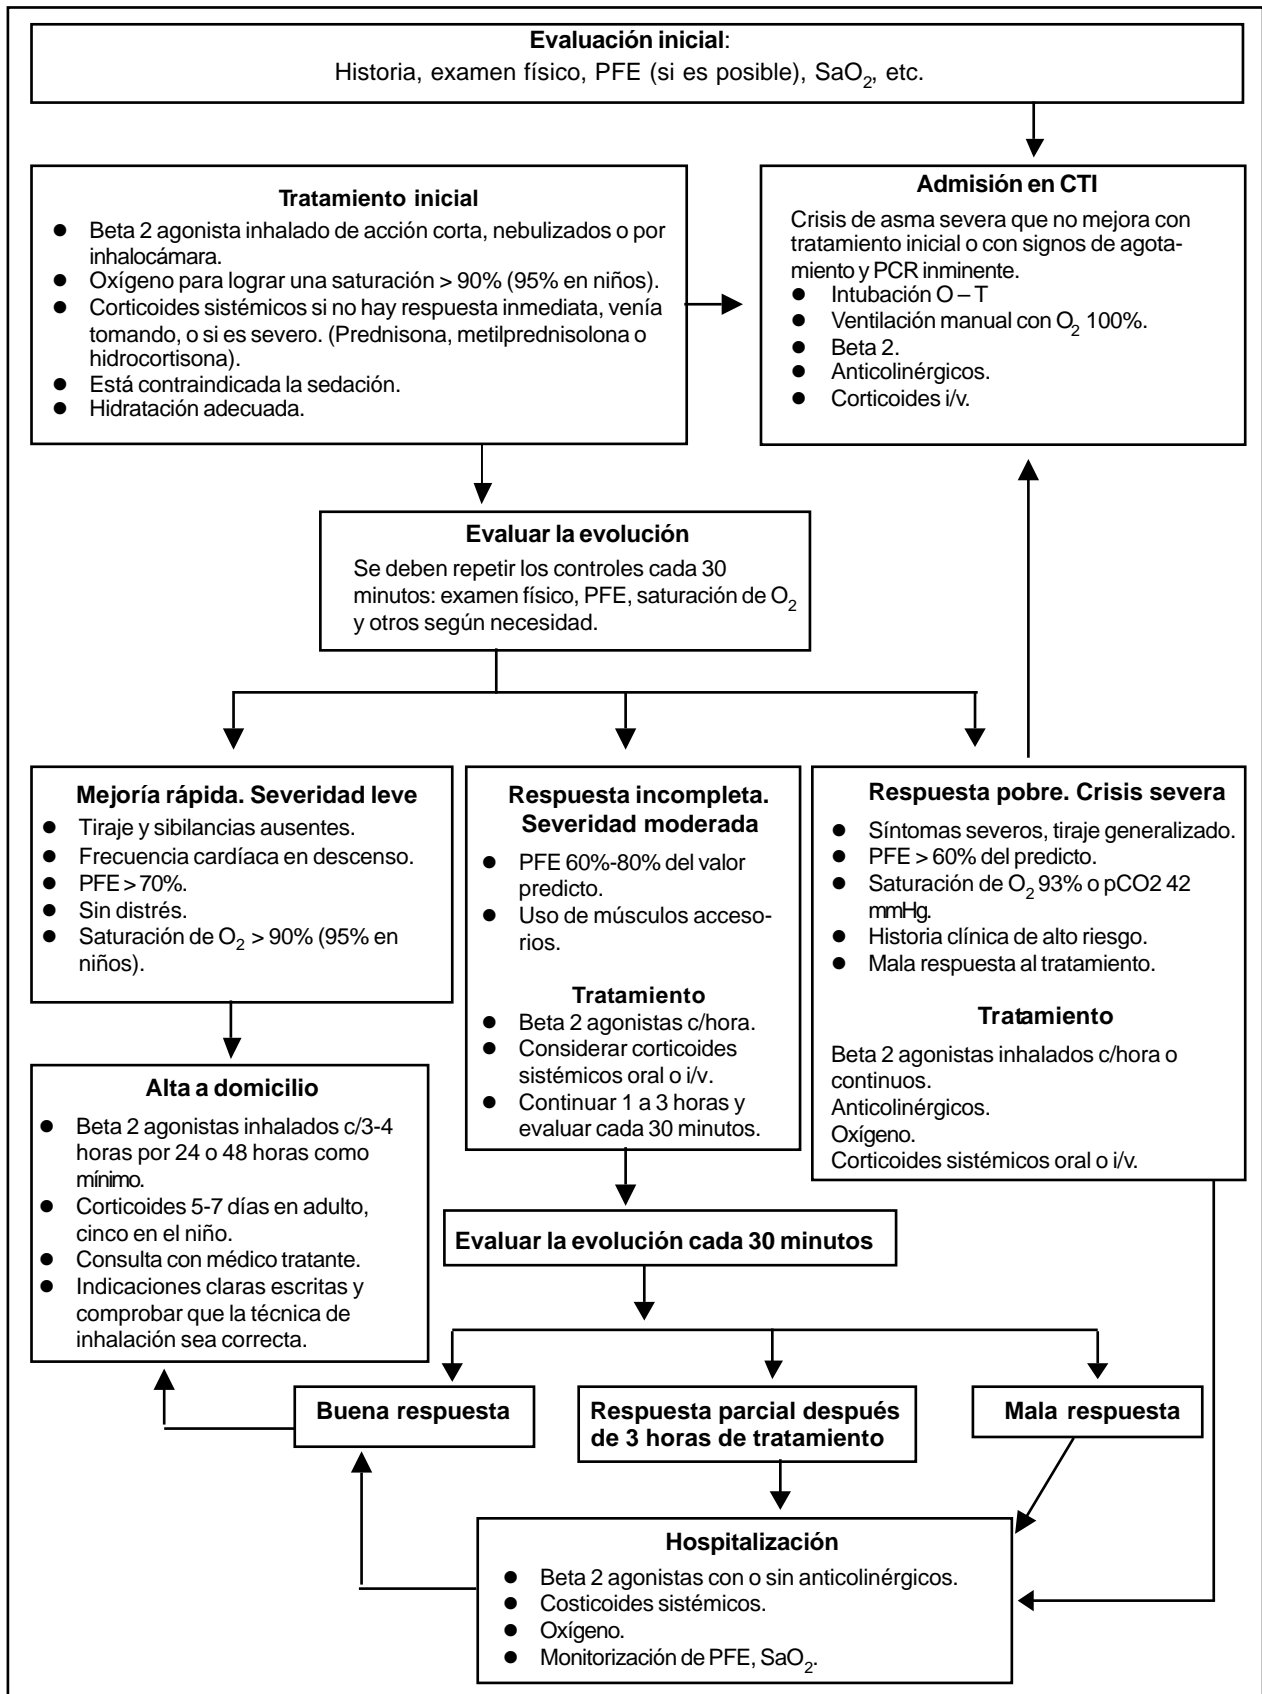 Evaluación inicial:
Historia, examen físico, PFE (si es posible), SaO2, etc.
Tratamiento inicial
● Beta 2 agonista inhalado de acción corta, nebulizados o por
inhalocámara.
● Oxígeno para lograr una saturación > 90% (95% en niños).
● Corticoides sistémicos si no hay respuesta inmediata, venía
tomando, o si es severo. (Prednisona, metilprednisolona o
hidrocortisona).
● Está contraindicada la sedación.
● Hidratación adecuada.
Admisión en CTI
Crisis de asma severa que no mejora con
tratamiento inicial o con signos de agota-
miento y PCR inminente.
● Intubación O – T
● Ventilación manual con O2 100%.
● Beta 2.
● Anticolinérgicos.
● Corticoides i/v.
Evaluar la evolución
Se deben repetir los controles cada 30
minutos: examen físico, PFE, saturación de O2
y otros según necesidad.
Mejoría rápida. Severidad leve
● Tiraje y sibilancias ausentes.
● Frecuencia cardíaca en descenso.
● PFE > 70%.
● Sin distrés.
● Saturación de O2 > 90% (95% en
niños).
Respuesta incompleta.
Severidad moderada
● PFE 60%-80% del valor
predicto.
● Uso de músculos acceso-
rios.
Tratamiento
● Beta 2 agonistas c/hora.
● Considerar corticoides
sistémicos oral o i/v.
● Continuar 1 a 3 horas y
evaluar cada 30 minutos.
Respuesta pobre. Crisis severa
● Síntomas severos, tiraje generalizado.
● PFE > 60% del predicto.
● Saturación de O2 93% o pCO2 42
mmHg.
● Historia clínica de alto riesgo.
● Mala respuesta al tratamiento.
Tratamiento
Beta 2 agonistas inhalados c/hora o
continuos.
Anticolinérgicos.
Oxígeno.
Corticoides sistémicos oral o i/v.
Alta a domicilio
● Beta 2 agonistas inhalados c/3-4
horas por 24 o 48 horas como
mínimo.
● Corticoides 5-7 días en adulto,
cinco en el niño.
● Consulta con médico tratante.
● Indicaciones claras escritas y
comprobar que la técnica de
inhalación sea correcta.
Evaluar la evolución cada 30 minutos
Buena respuesta
Respuesta parcial después
de 3 horas de tratamiento
Mala respuesta
Hospitalización
● Beta 2 agonistas con o sin anticolinérgicos.
● Costicoides sistémicos.
● Oxígeno.
● Monitorización de PFE, SaO2.